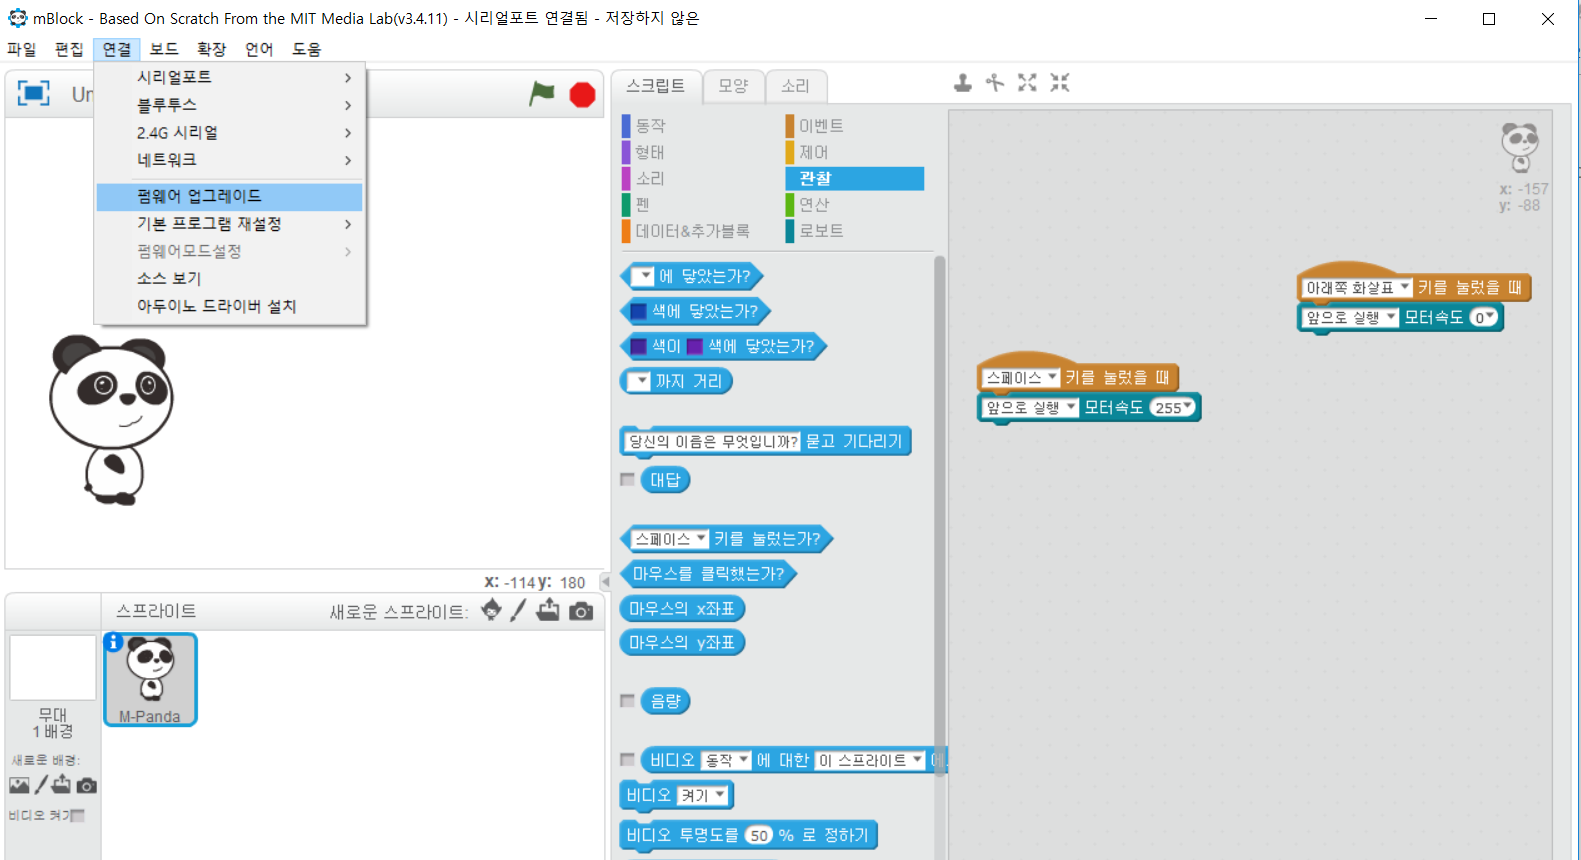 mBlock - Based On Scratch From the MIT Media Lab(v3.4.11) - 시리얼포트 연결됨 - 저장하지 않은
파일 편집 연결 보드 확장 언어 도움
시리얼포트
블루투스
2.4G 시리얼
네트워크
펌웨어 업그레이드
기본 프로그램 재설정
펌웨어모드설정
소스 보기
아두이노 드라이버 설치
Un
x: -114 y: 180
스프라이트 새로운 스프라이트:
M-Panda
무대
1 배경
새로운 배경:
비디오 켜기
스크립트 모양 소리
동작 이벤트
형태 제어
소리 관찰
펜 연산
데이터&추가블록 로보트
에 닿았는가?
색에 닿았는가?
색이 색에 닿았는가?
까지 거리
당신의 이음은 무엇입니까? 묻고 기다리기
대답
스페이스 키를 눌렀는가?
마우스를 클릭했는가?
마우스의 x좌표
마우스의 y좌표
음량
비디오 동작 에 대한 이 스프라이트 에
비디오 켜기
비디오 투명도를 50 % 로 정하기
x: -157
y: -88
아래쪽 화살표 키를 눌렀을 때
앞으로 실행 모터속도 0
스페이스 키를 눌렀을 때
앞으로 실행 모터속도 255